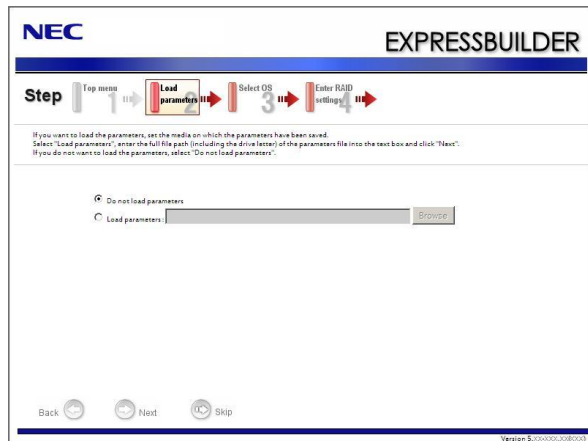 NEC
EXPRESSBUILDER
Step
Top menu
1
Load
parameters
2
Select OS
3
Enter RAID
settings
4
If you want to load the parameters, set the media on which the parameters have been saved.
Select "Load parameters", enter the full file path (including the drive letter) of the parameters file into the text box and click "Next".
If you do not want to load the parameters, select "Do not load parameters".
Do not load parameters
Load parameters :
Browse
Back
Next
Skip
Version 5.